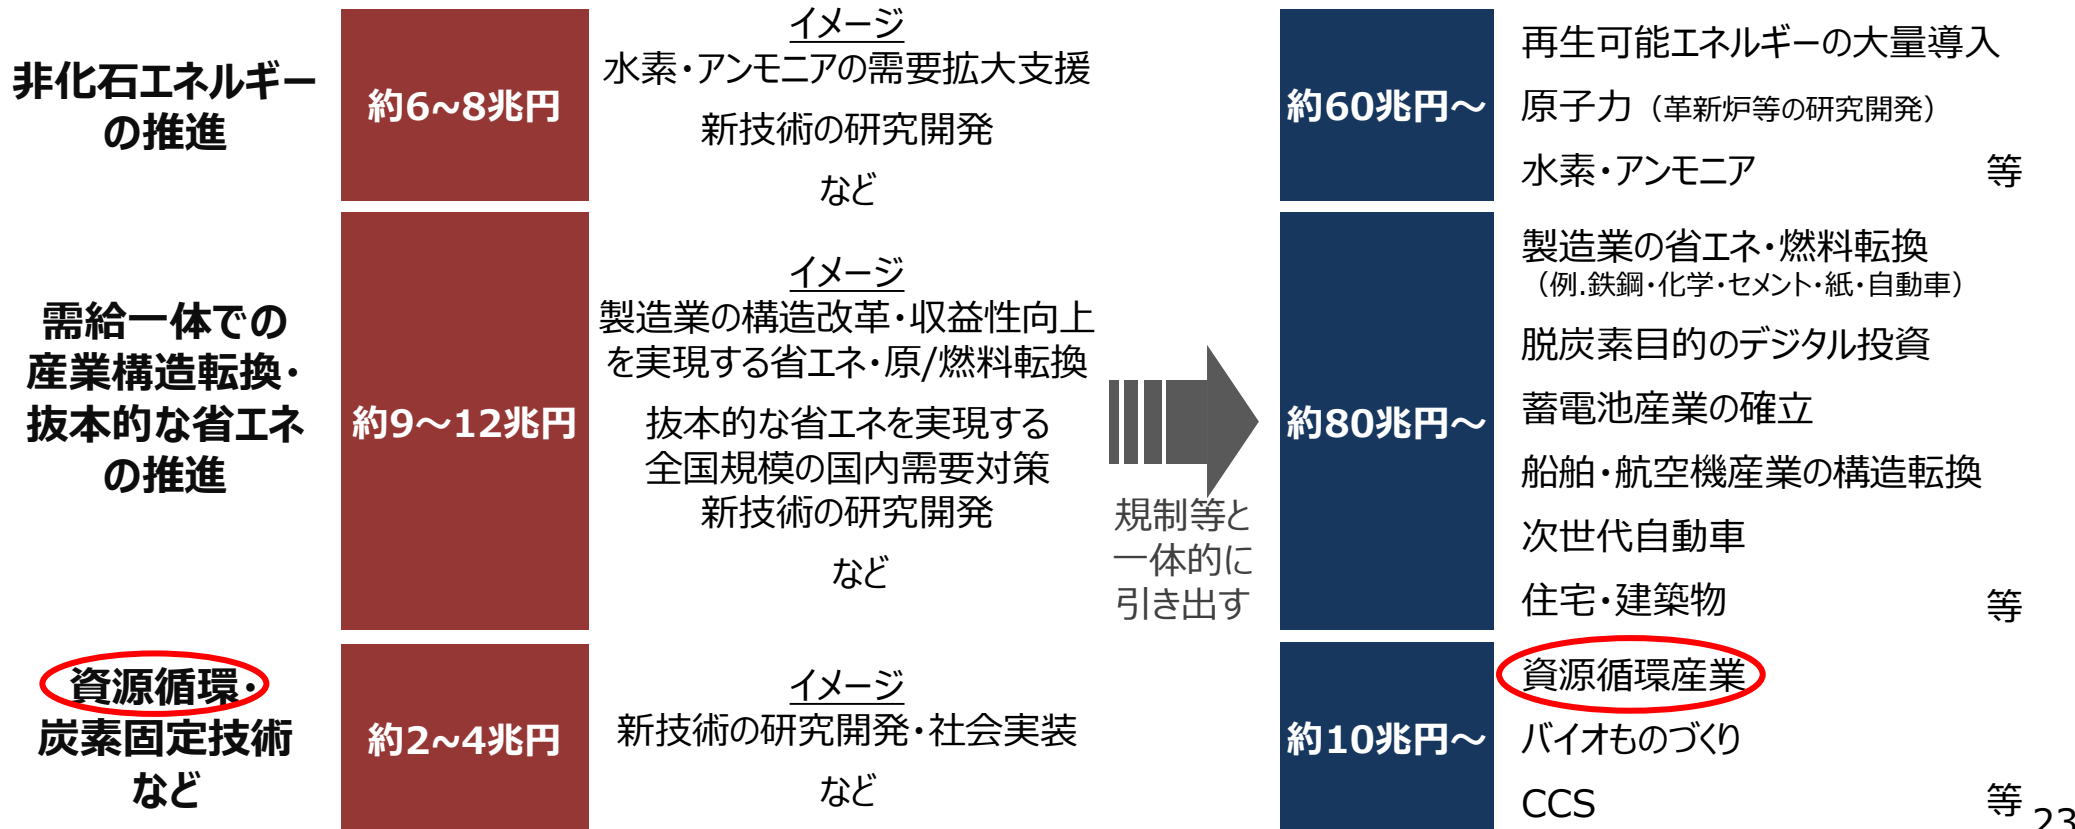 非化石エネルギー
の推進
約6~8兆円
イメージ
水素・アンモニアの需要拡大支援
新技術の研究開発
など
約60兆円～
再生可能エネルギーの大量導入
原子力（革新炉等の研究開発）
水素・アンモニア 等
需給一体での
産業構造転換・
抜本的な省エネ
の推進
約9～12兆円
イメージ
製造業の構造改革・収益性向上
を実現する省エネ・原/燃料転換
抜本的な省エネを実現する
全国規模の国内需要対策
新技術の研究開発
など
規制等と
一体的に
引き出す
約80兆円～
製造業の省エネ・燃料転換
（例.鉄鋼・化学・セメント・紙・自動車）
脱炭素目的のデジタル投資
蓄電池産業の確立
船舶・航空機産業の構造転換
次世代自動車
住宅・建築物 等
資源循環・
炭素固定技術
など
約2~4兆円
イメージ
新技術の研究開発・社会実装
など
約10兆円～
資源循環産業
バイオものづくり
CCS 等
23